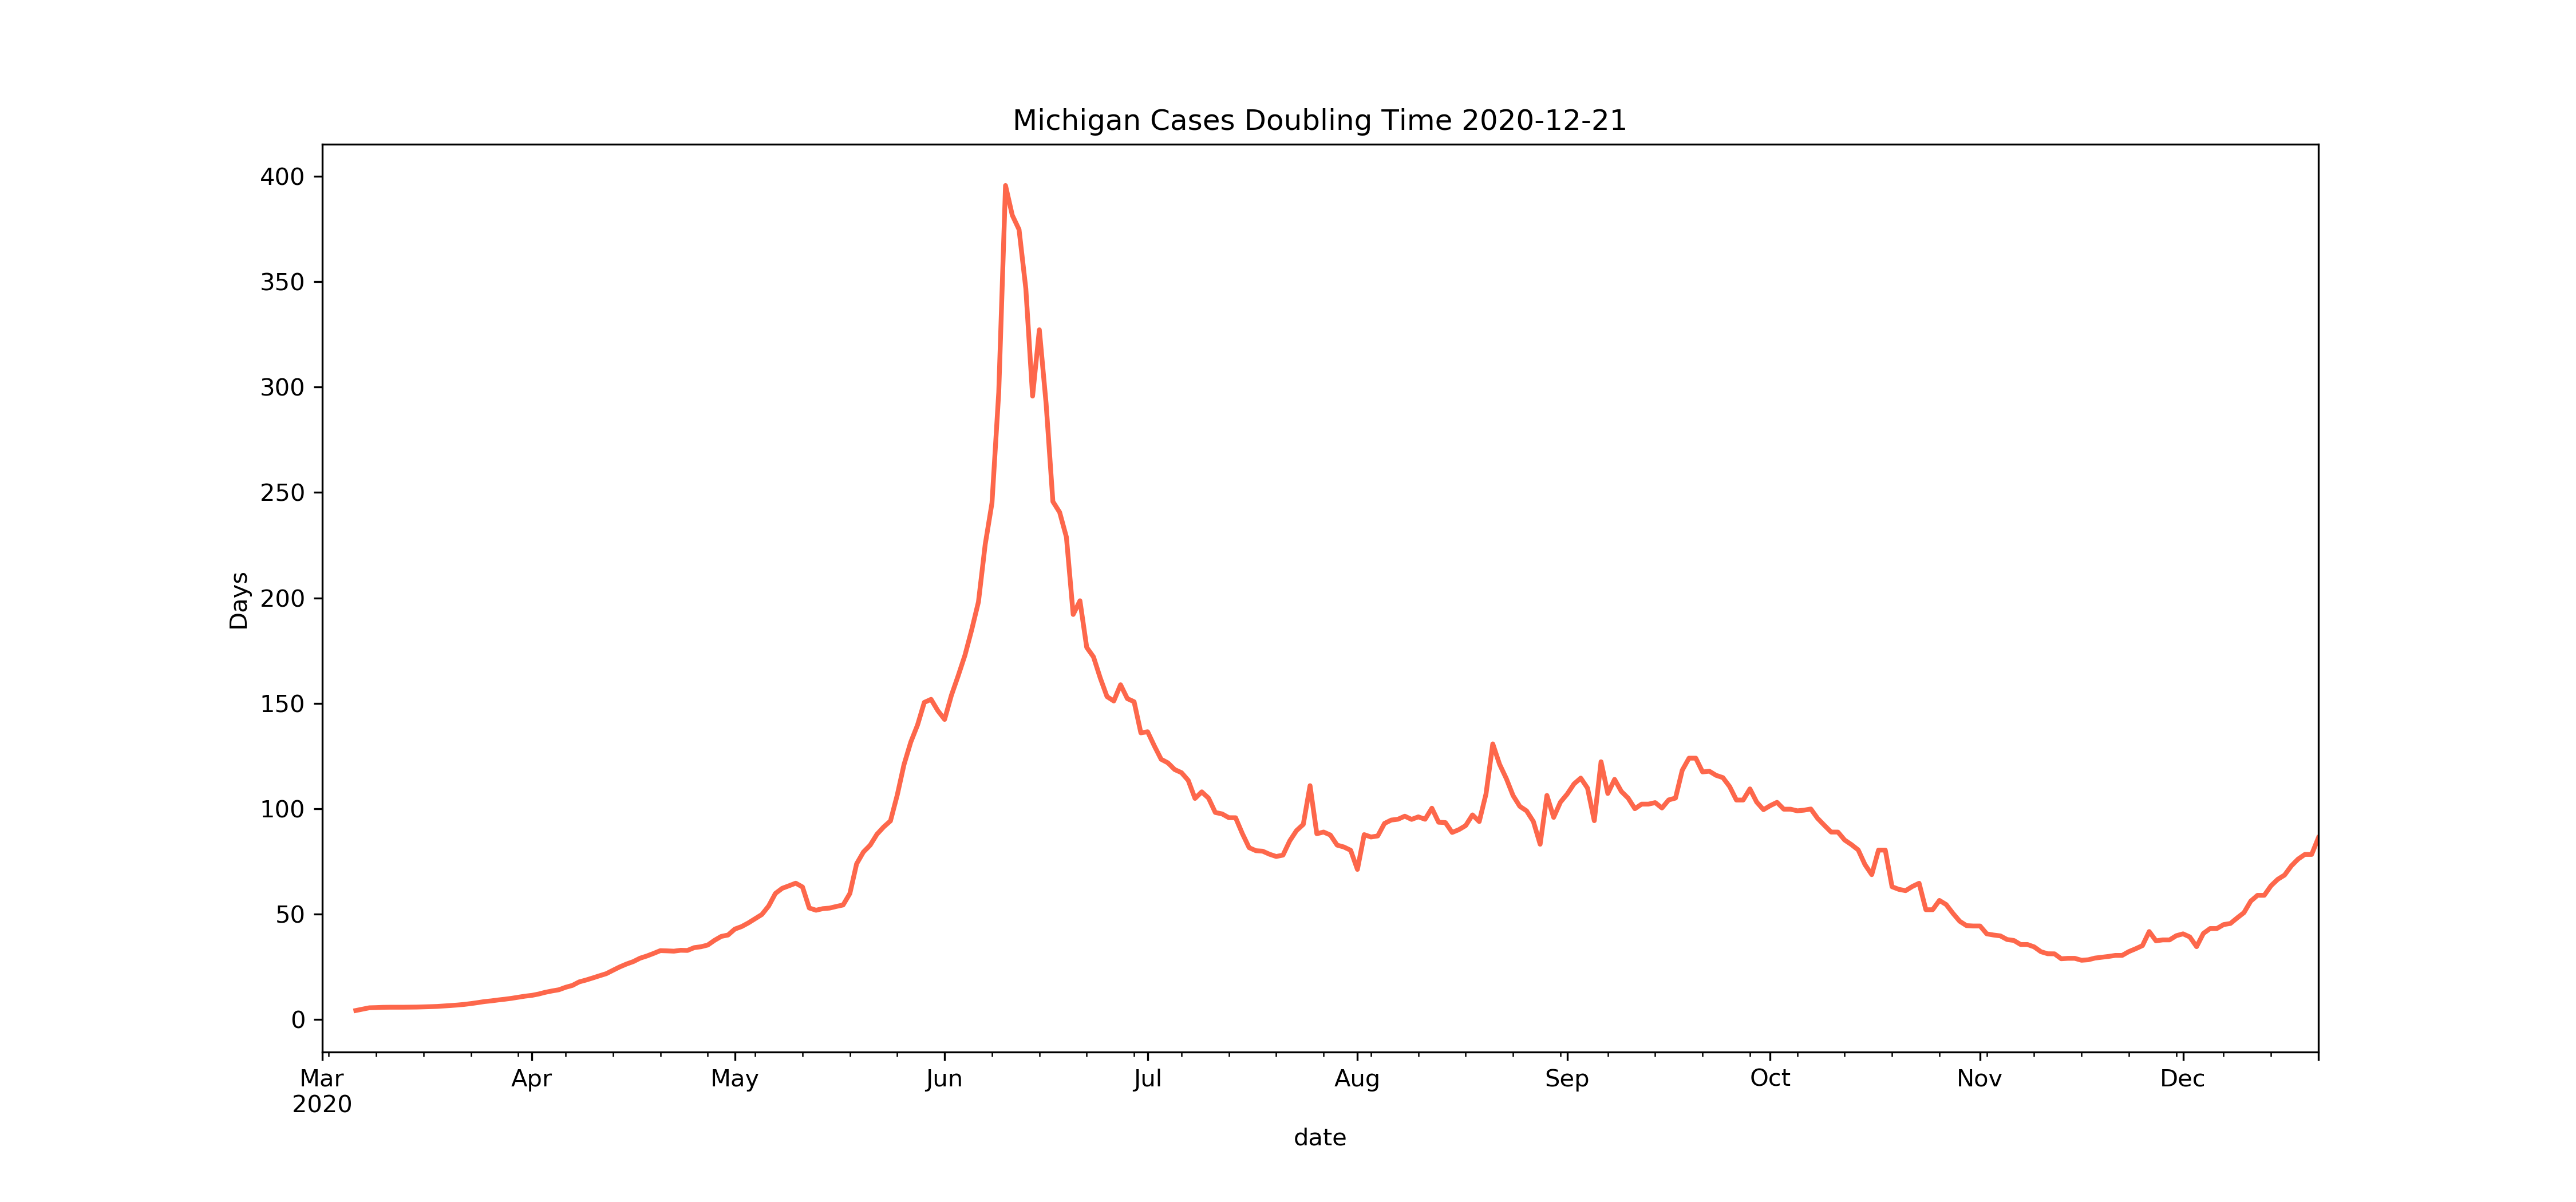 Michigan Cases Doubling Time 2020-12-21
400
350
300
250
200
150
100
50
0
Days
Mar Apr May Jun Jul Aug Sep Oct Nov Dec
2020
date